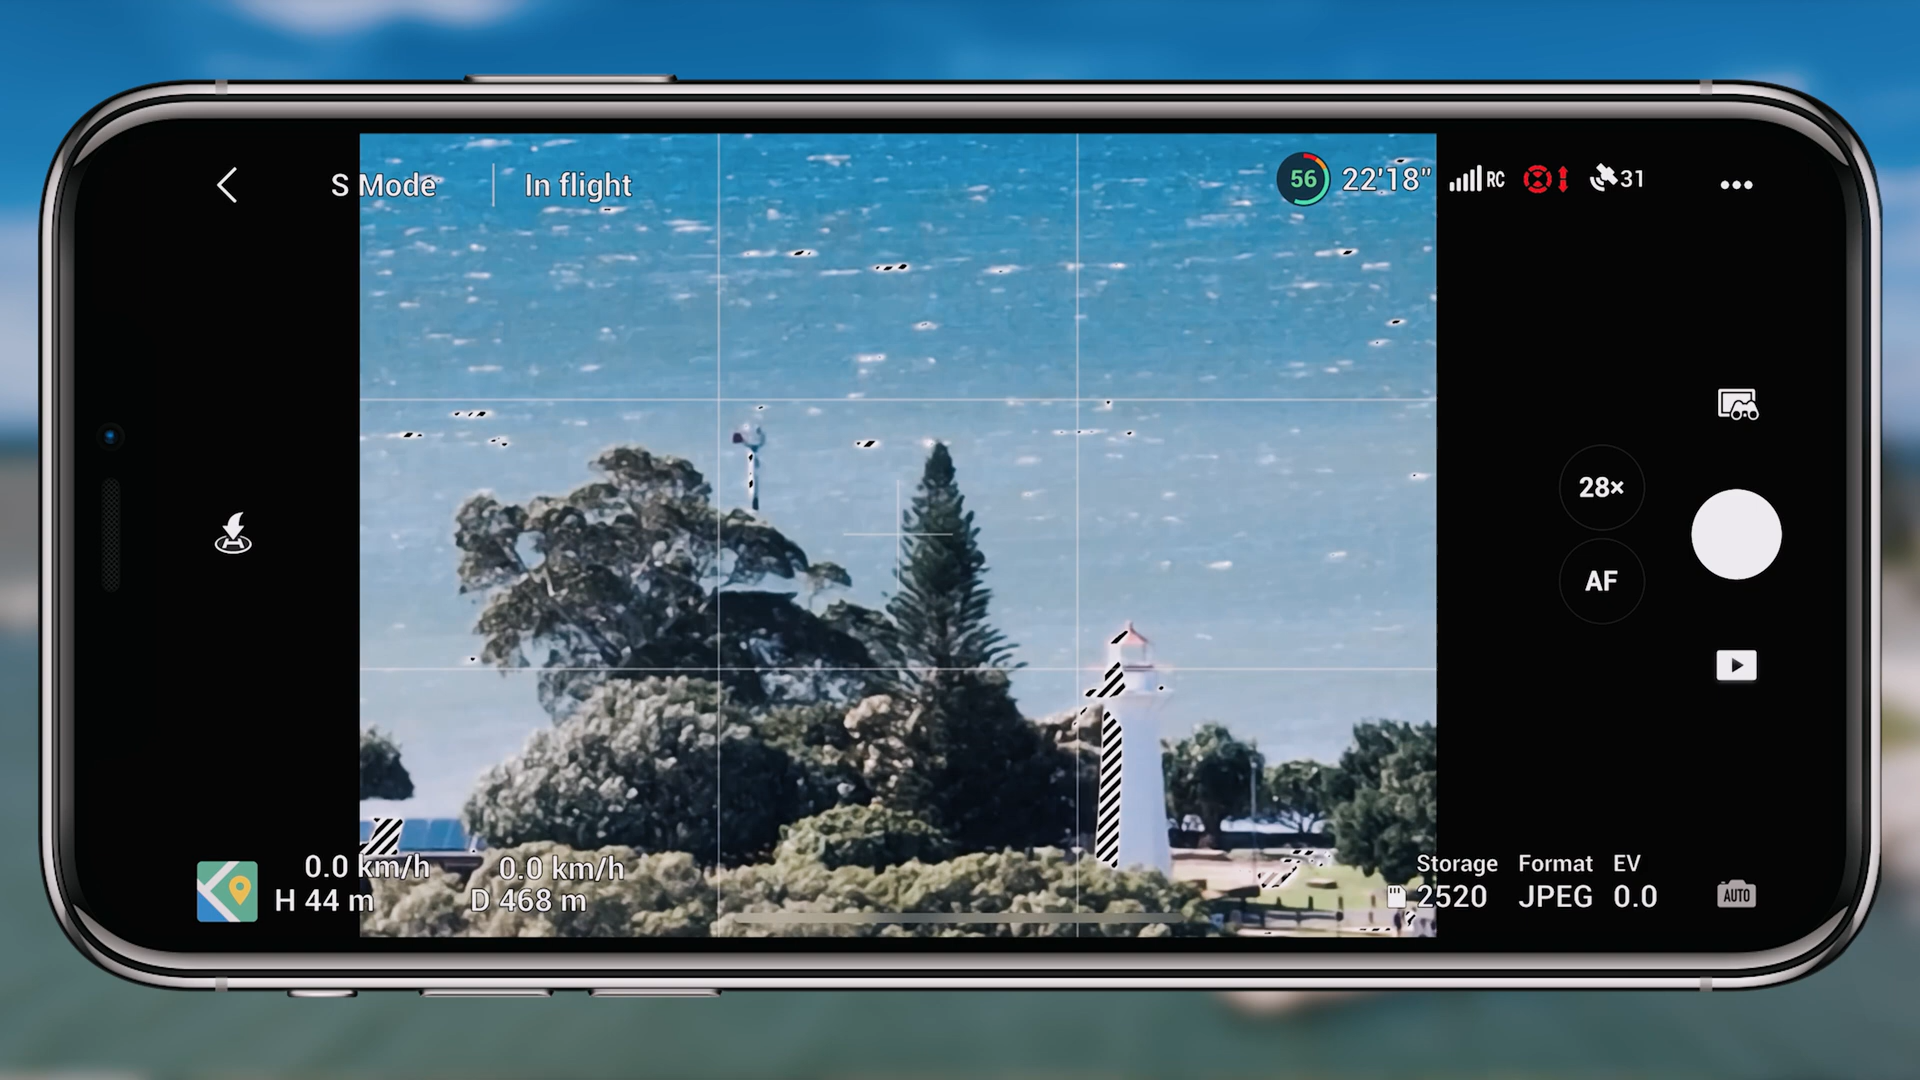 S Mode
In flight
56
22'18"
RC
31
28×
AF
0.0 km/h
0.0 km/h
H 44 m
D 468 m
Storage
Format
EV
2520
JPEG
0.0
AUTO